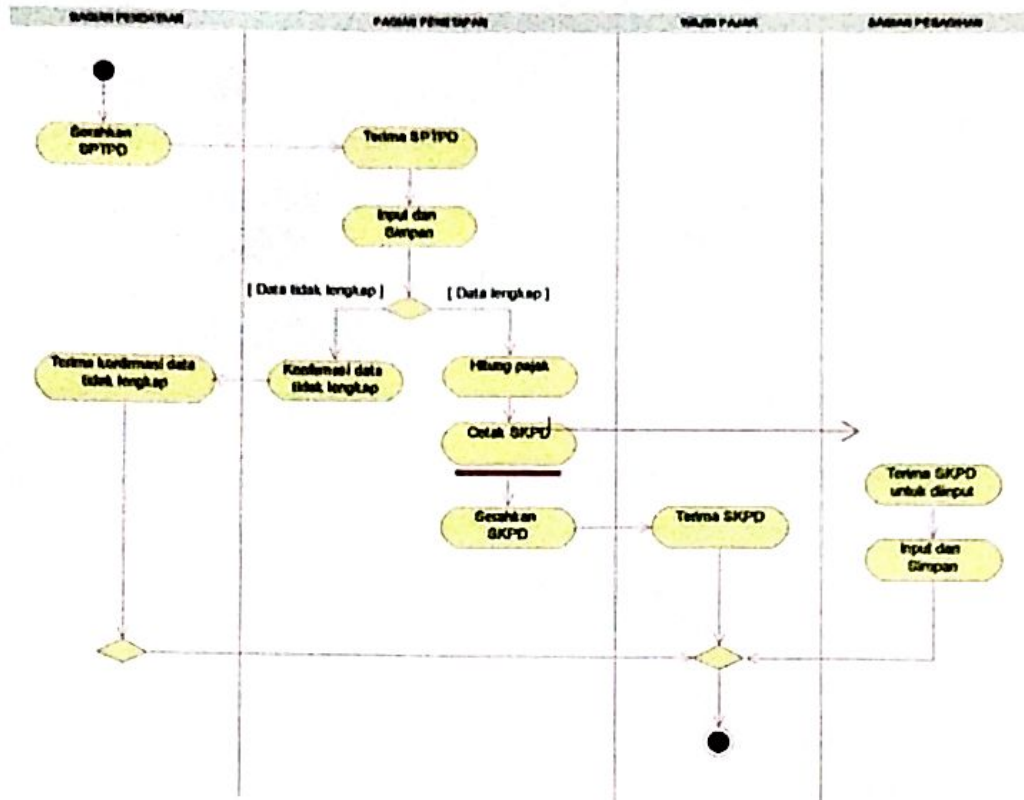 BAGIAN PENDATAAN
BAGIAN PENETAPAN
WAJIB PAJAK
BAGIAN PENAGIHAN
Serahkan
SPTPD
Terima SPTPD
Input dan
Simpan
[ Data tidak lengkap ]
[ Data lengkap ]
Terima konfirmasi data
tidak lengkap
Konfirmasi data
tidak lengkap
Hitung pajak
Cetak SKPD
Terima SKPD
untuk diinput
Serahkan
SKPD
Terima SKPD
Input dan
Simpan